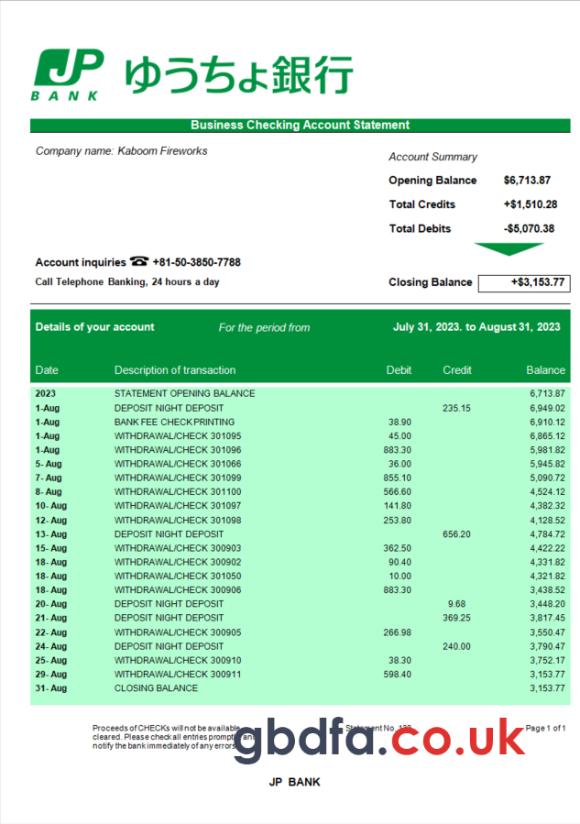 JP
BANK
ゆうちょ銀行
Business Checking Account Statement
Company name: Kaboom Fireworks
Account Summary
Opening Balance $6,713.87
Total Credits +$1,510.28
Total Debits -$5,070.38
Account inquiries ☎ +81-50-3850-7788
Call Telephone Banking, 24 hours a day
Closing Balance +$3,153.77
Details of your account For the period from July 31, 2023. to August 31, 2023
Date Description of transaction Debit Credit Balance
2023 STATEMENT OPENING BALANCE 6,713.87
1-Aug DEPOSIT NIGHT DEPOSIT 235.15 6,949.02
1-Aug BANK FEE CHECK PRINTING 38.90 6,910.12
1-Aug WITHDRAWAL/CHECK 301095 45.00 6,865.12
1-Aug WITHDRAWAL/CHECK 301096 883.30 5,981.82
5- Aug WITHDRAWAL/CHECK 301066 36.00 5,945.82
7- Aug WITHDRAWAL/CHECK 301099 855.10 5,090.72
8- Aug WITHDRAWAL/CHECK 301100 566.60 4,524.12
10- Aug WITHDRAWAL/CHECK 301097 141.80 4,382.32
12- Aug WITHDRAWAL/CHECK 301098 253.80 4,128.52
13- Aug DEPOSIT NIGHT DEPOSIT 656.20 4,784.72
15- Aug WITHDRAWAL/CHECK 300903 362.50 4,422.22
18- Aug WITHDRAWAL/CHECK 300902 90.40 4,331.82
18- Aug WITHDRAWAL/CHECK 301050 10.00 4,321.82
18- Aug WITHDRAWAL/CHECK 300906 883.30 3,438.52
20- Aug DEPOSIT NIGHT DEPOSIT 9.68 3,448.20
21- Aug DEPOSIT NIGHT DEPOSIT 369.25 3,817.45
22- Aug WITHDRAWAL/CHECK 300905 266.98 3,550.47
24- Aug DEPOSIT NIGHT DEPOSIT 240.00 3,790.47
25- Aug WITHDRAWAL/CHECK 300910 38.30 3,752.17
29- Aug WITHDRAWAL/CHECK 300911 598.40 3,153.77
31- Aug CLOSING BALANCE 3,153.77
Proceeds of CHECKs will not be available Statement No. Page 1 of 1
cleared. Please check all entries
notify the bank immediately of any errors
gbdfa.co.uk
JP BANK